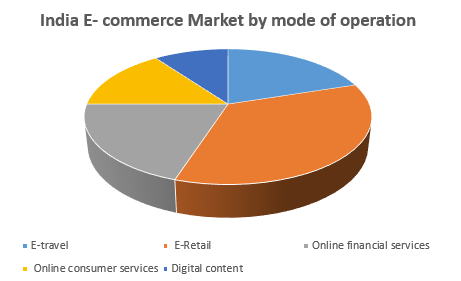 India E- commerce Market by mode of operation
E-travel E-Retail Online financial services
Online consumer services Digital content